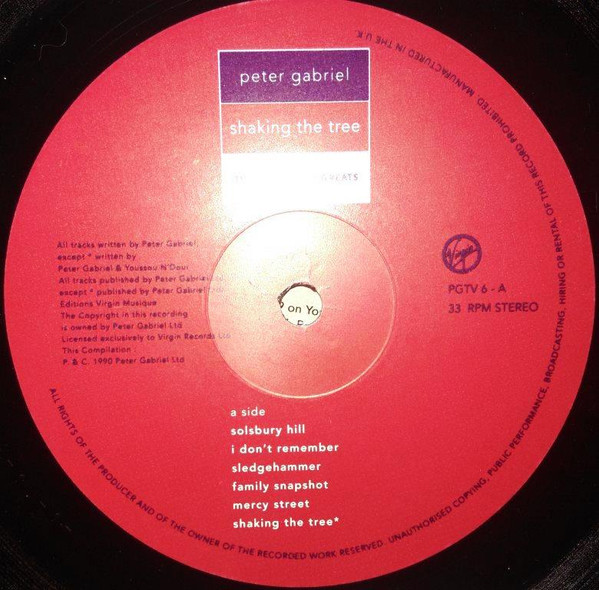 peter gabriel
shaking the tree
All tracks written by Peter Gabriel,
except * written by
Peter Gabriel & Youssou N'Dour
All tracks published by Peter Gabriel
except * published by Peter Gabriel
Editions Virgin Musique
The Copyright in this recording
is owned by Peter Gabriel Ltd
Licensed exclusively to Virgin Records Ltd
This Compilation :
P. & C. 1990 Peter Gabriel Ltd
Virgin
PGTV 6 - A
33 RPM STEREO
on Yo
a side
solsbury hill
i don't remember
sledgehammer
family snapshot
mercy street
shaking the tree*
ALL RIGHTS OF THE PRODUCER AND OF THE OWNER OF THE RECORDED WORK RESERVED. UNAUTHORISED COPYING, PUBLIC PERFORMANCE, BROADCASTING, HIRING OR RENTAL OF THIS RECORD PROHIBITED. MANUFACTURED IN THE U K